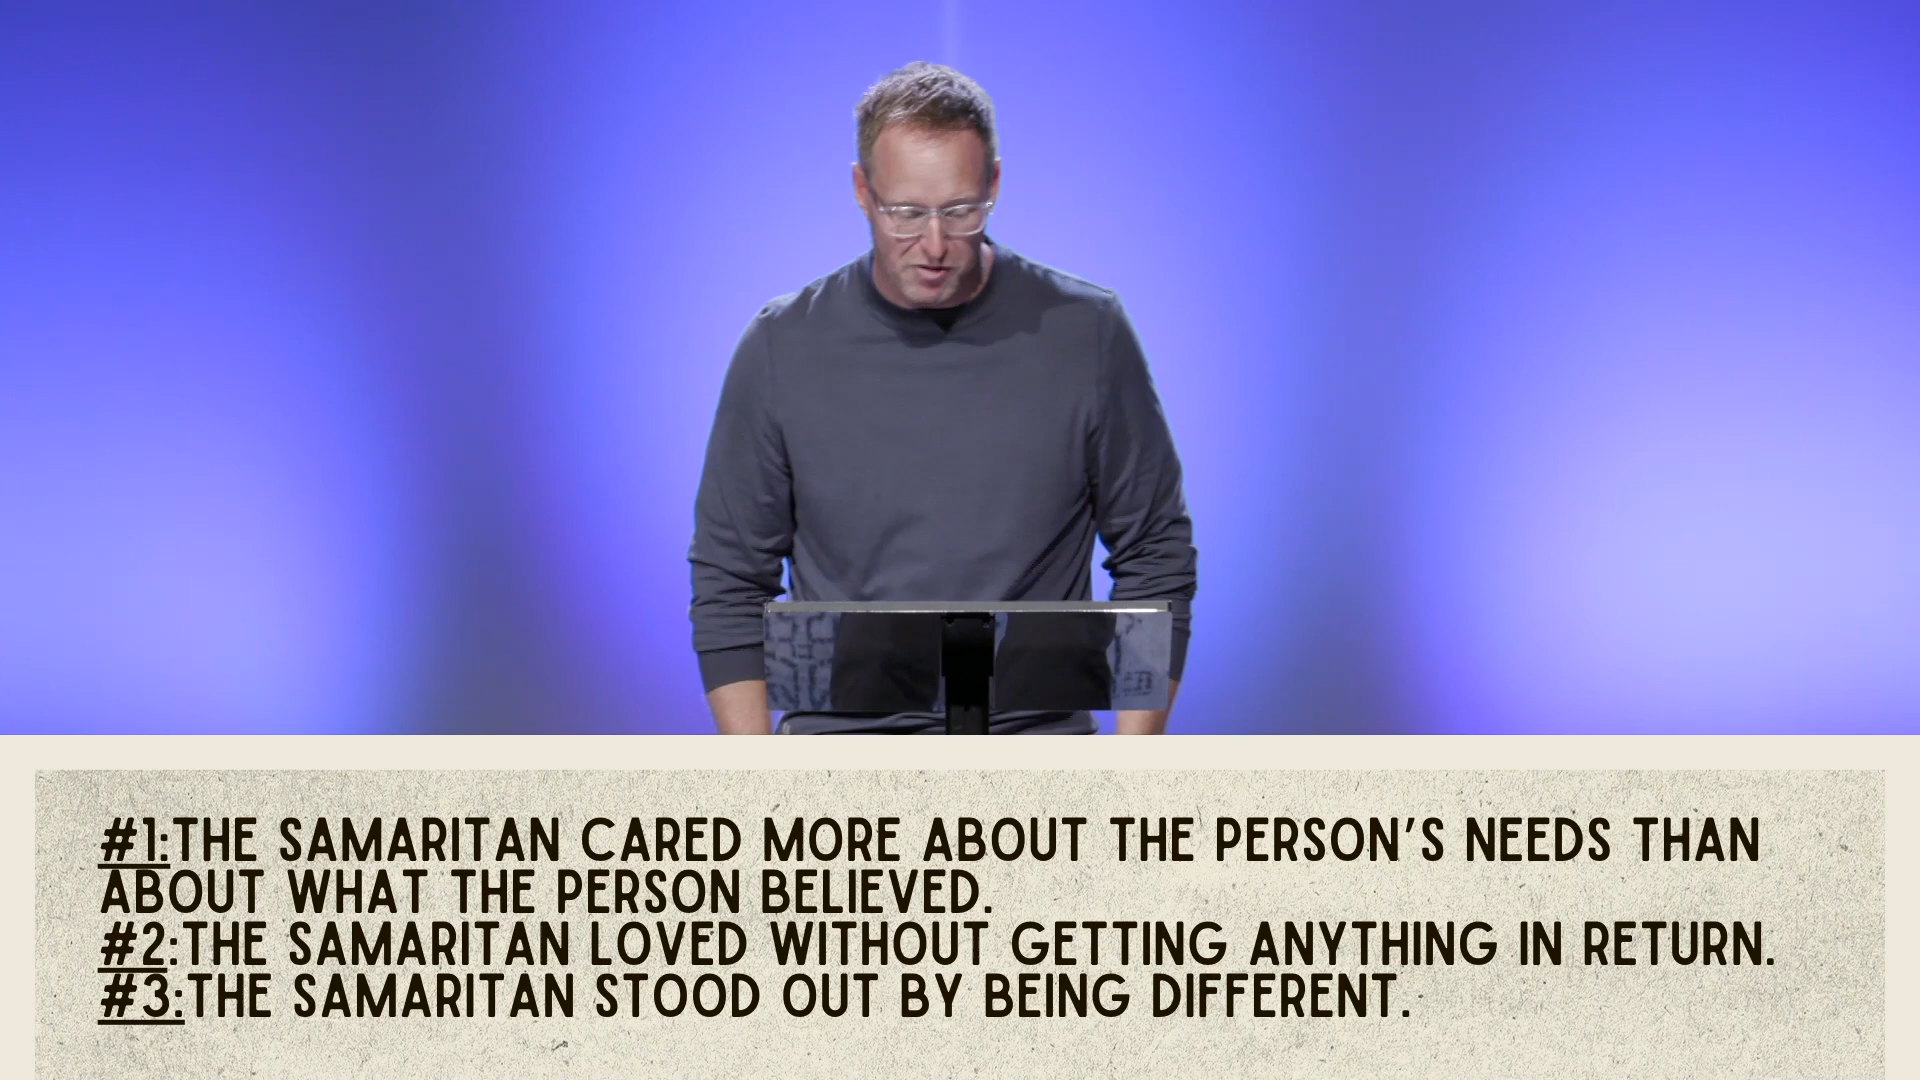 #1:THE SAMARITAN CARED MORE ABOUT THE PERSON'S NEEDS THAN
ABOUT WHAT THE PERSON BELIEVED.
#2:THE SAMARITAN LOVED WITHOUT GETTING ANYTHING IN RETURN.
#3:THE SAMARITAN STOOD OUT BY BEING DIFFERENT.